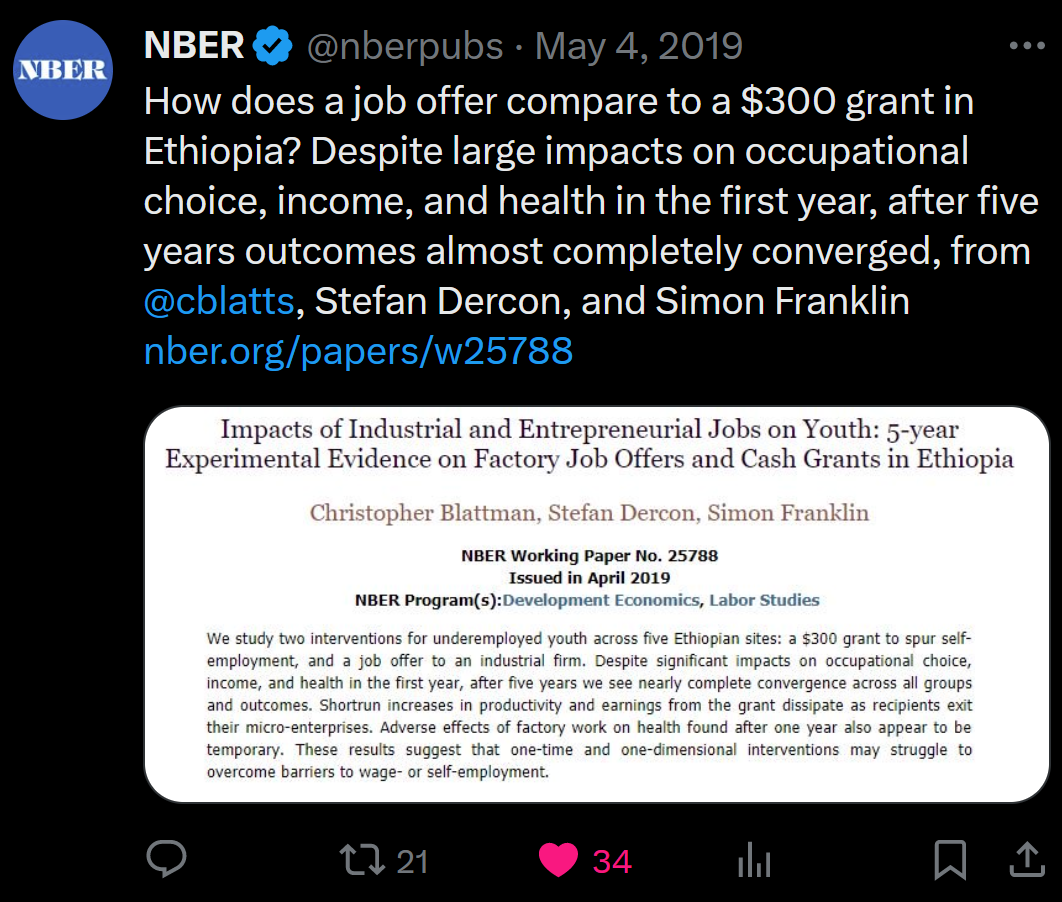 NBER
NBER @nberpubs · May 4, 2019
How does a job offer compare to a $300 grant in
Ethiopia? Despite large impacts on occupational
choice, income, and health in the first year, after five
years outcomes almost completely converged, from
@cblatts, Stefan Dercon, and Simon Franklin
nber.org/papers/w25788
Impacts of Industrial and Entrepreneurial Jobs on Youth: 5-year
Experimental Evidence on Factory Job Offers and Cash Grants in Ethiopia
Christopher Blattman, Stefan Dercon, Simon Franklin
NBER Working Paper No. 25788
Issued in April 2019
NBER Program(s):Development Economics, Labor Studies
We study two interventions for underemployed youth across five Ethiopian sites: a $300 grant to spur self-
employment, and a job offer to an industrial firm. Despite significant impacts on occupational choice,
income, and health in the first year, after five years we see nearly complete convergence across all groups
and outcomes. Shortrun increases in productivity and earnings from the grant dissipate as recipients exit
their micro-enterprises. Adverse effects of factory work on health found after one year also appear to be
temporary. These results suggest that one-time and one-dimensional interventions may struggle to
overcome barriers to wage- or self-employment.
21 34